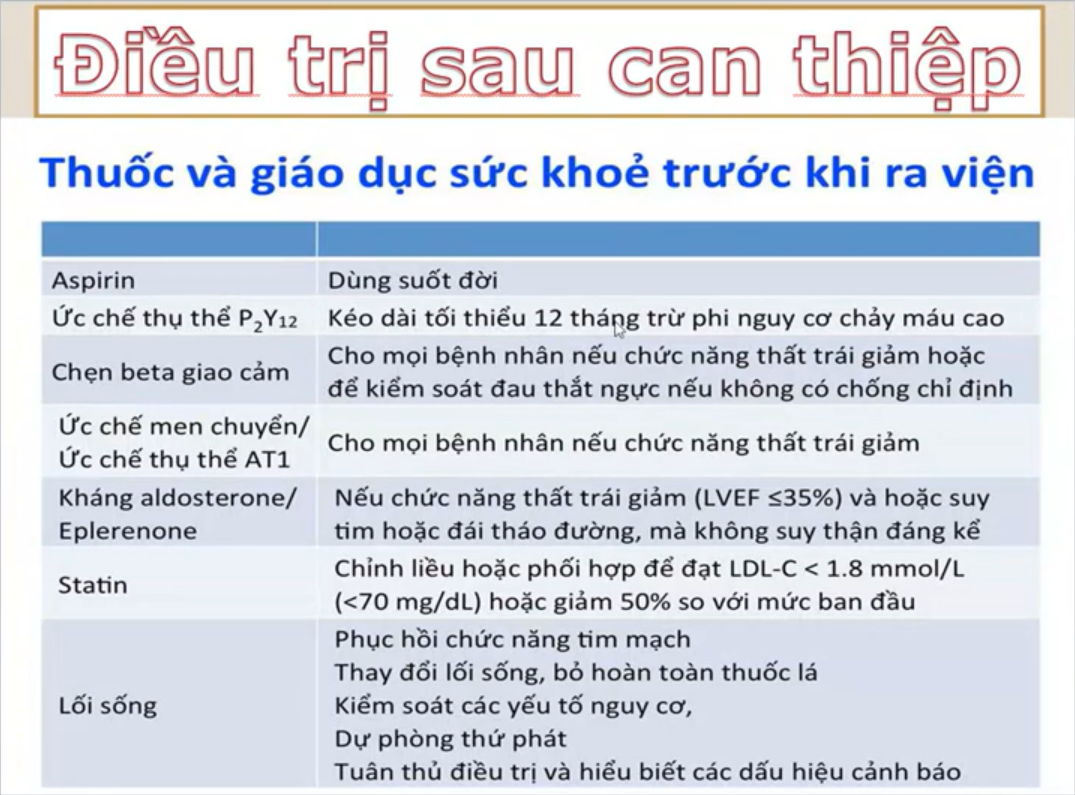 Điều trị sau can thiệp
Thuốc và giáo dục sức khoẻ trước khi ra viện
Aspirin
Dùng suốt đời
Ức chế thụ thể P2Y12
Kéo dài tối thiểu 12 tháng trừ phi nguy cơ chảy máu cao
Chẹn beta giao cảm
Cho mọi bệnh nhân nếu chức năng thất trái giảm hoặc
để kiểm soát đau thắt ngực nếu không có chống chỉ định
Ức chế men chuyển/
Ức chế thụ thể AT1
Cho mọi bệnh nhân nếu chức năng thất trái giảm
Kháng aldosterone/
Eplerenone
Nếu chức năng thất trái giảm (LVEF ≤35%) và hoặc suy
tim hoặc đái tháo đường, mà không suy thận đáng kể
Statin
Chỉnh liều hoặc phối hợp để đạt LDL-C < 1.8 mmol/L
(<70 mg/dL) hoặc giảm 50% so với mức ban đầu
Lối sống
Phục hồi chức năng tim mạch
Thay đổi lối sống, bỏ hoàn toàn thuốc lá
Kiểm soát các yếu tố nguy cơ,
Dự phòng thứ phát
Tuân thủ điều trị và hiểu biết các dấu hiệu cảnh báo